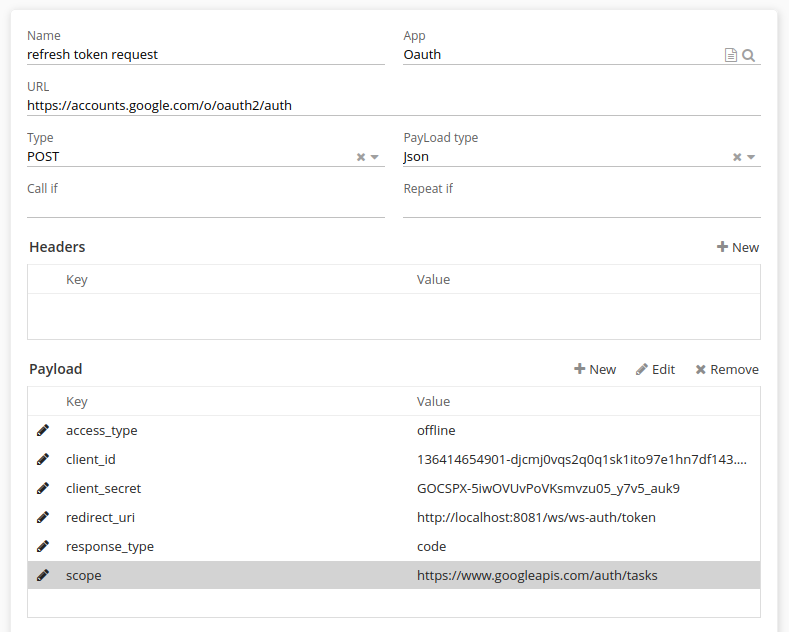 Name
refresh token request
App
Oauth
URL
https://accounts.google.com/o/oauth2/auth
Type
POST
PayLoad type
Json
Call if
Repeat if
Headers
New
Key Value
Payload
New Edit Remove
Key Value
access_type offline
client_id 136414654901-djcmj0vqs2q0q1sk1ito97e1hn7df143....
client_secret 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
redirect_uri http://localhost:8081/ws/ws-auth/token
response_type code
scope https://www.googleapis.com/auth/tasks